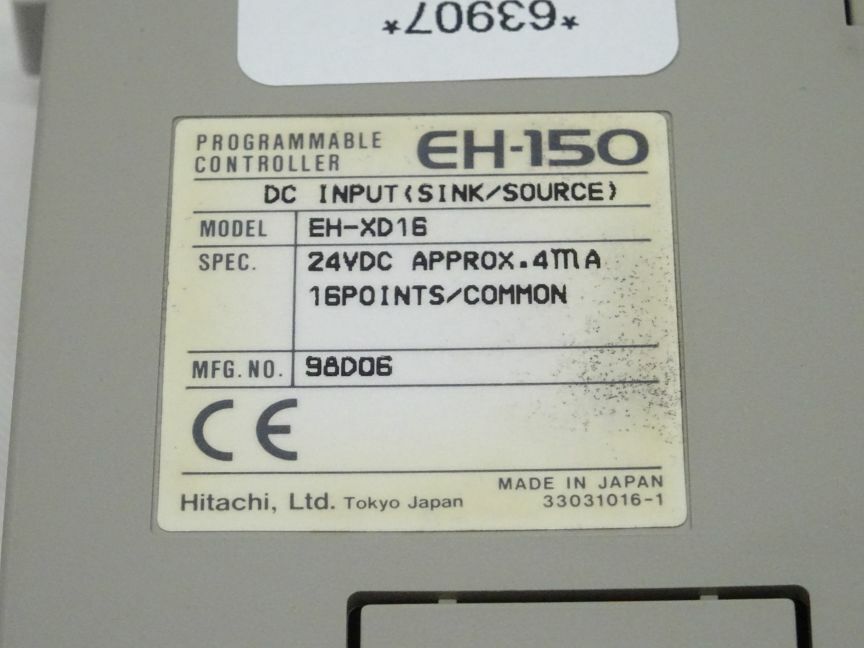 *63907*
PROGRAMMABLE
CONTROLLER
EH-150
DC INPUT(SINK/SOURCE)
MODEL EH-XD16
SPEC. 24VDC APPROX.4mA
16POINTS/COMMON
MFG.NO. 98D06
CE
MADE IN JAPAN
Hitachi, Ltd. Tokyo Japan 33031016-1